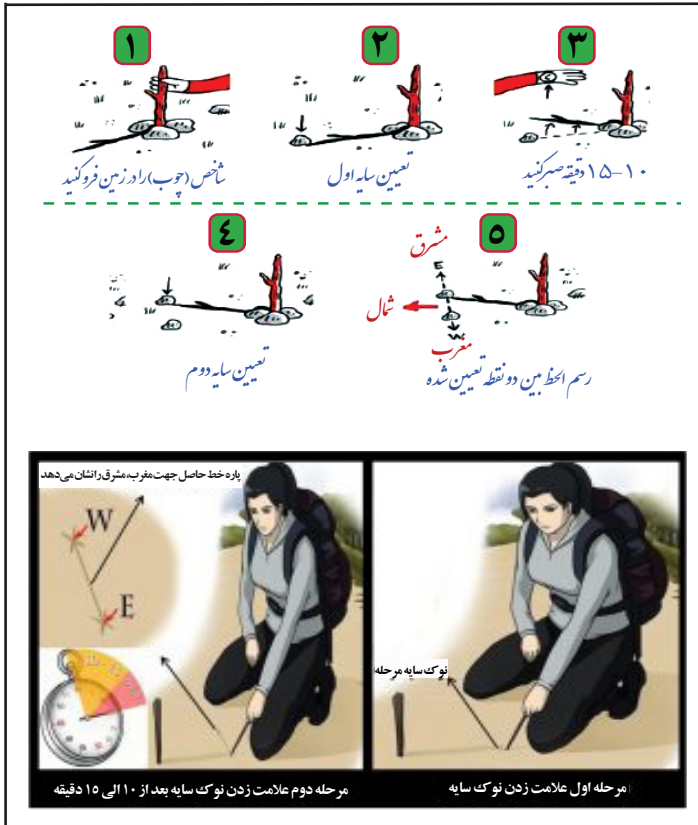 ۱
شاخص (چوب) را در زمین فرو کنید
۲
تعیین سایه اول
۳
۱۰–۱۵ دقیقه صبر کنید
۴
تعیین سایه دوم
۵
مشرق
E
شمال
W
مغرب
رسم الخظ بین دو نقطه تعیین شده
نوک سایه مرحله۱
مرحله اول علامت زدن نوک سایه
پاره خط حاصل جهت مغرب، مشرق را نشان می‌دهد
W
E
مرحله دوم علامت زدن نوک سایه بعد از ۱۰ الی ۱۵ دقیقه